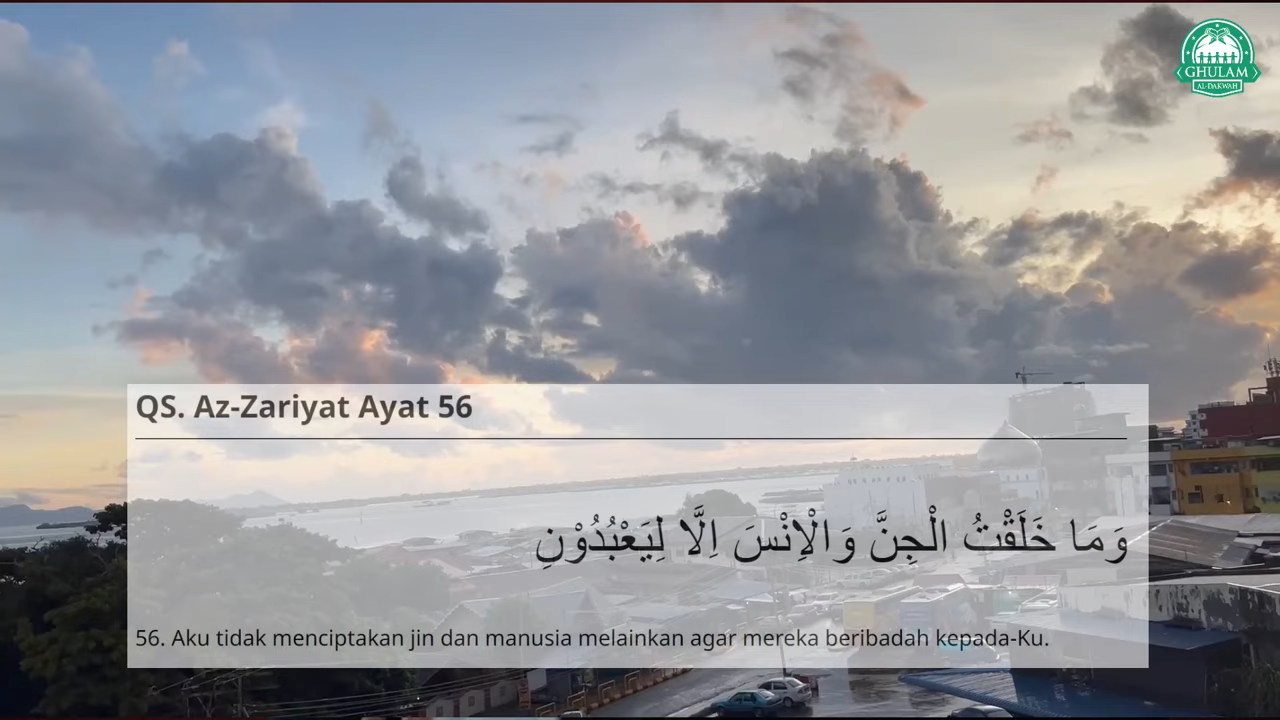 GHULAM
AL-DAKWAH
QS. Az-Zariyat Ayat 56
وَمَا خَلَقْتُ الْجِنَّ وَالْاِنْسَ اِلَّا لِيَعْبُدُوْنِ
56. Aku tidak menciptakan jin dan manusia melainkan agar mereka beribadah kepada-Ku.